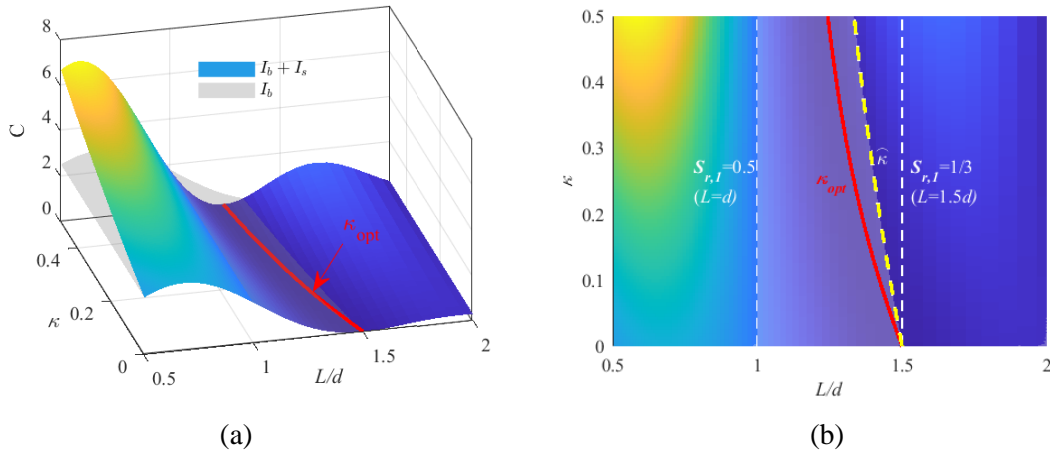 8
6
4
2
0
C
I_b + I_s
I_b
κ_opt
0.4
0.2
0
κ
0.5
1
1.5
2
L/d
(a)
0.5
0.4
0.3
0.2
0.1
0
κ
S_{r,1}=0.5
(L=d)
κ_opt
κ̂
S_{r,1}=1/3
(L=1.5d)
0.5
1
1.5
2
L/d
(b)